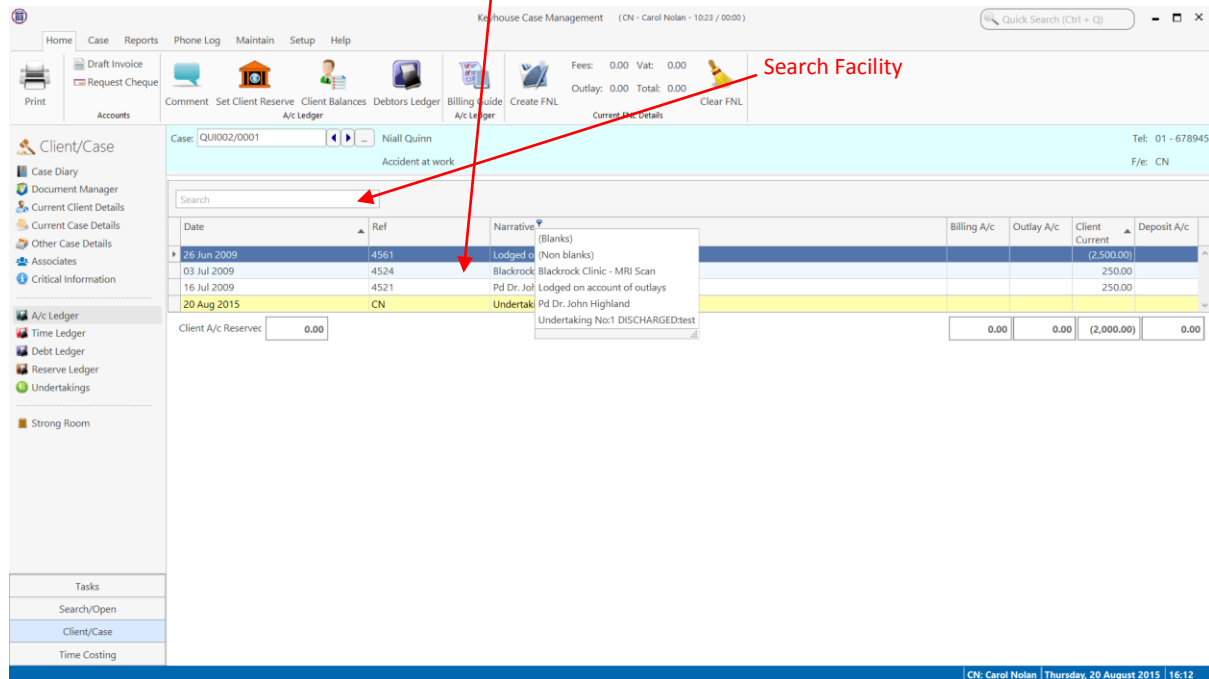 Keyhouse Case Management (CN - Carol Nolan - 10:23 / 00:00)
Quick Search (Ctrl + Q)
Home Case Reports Phone Log Maintain Setup Help
Print
Draft Invoice
Request Cheque
Accounts
Comment Set Client Reserve Client Balances Debtors Ledger
A/c Ledger
Billing Guide
A/c Ledger
Create FNL
Fees: 0.00 Vat: 0.00
Outlay: 0.00 Total: 0.00
Clear FNL
Current FNL Details
Search Facility
Client/Case
Case Diary
Document Manager
Current Client Details
Current Case Details
Other Case Details
Associates
Critical Information
A/c Ledger
Time Ledger
Debt Ledger
Reserve Ledger
Undertakings
Strong Room
Tasks
Search/Open
Client/Case
Time Costing
Case: QUI002/0001 ... Niall Quinn Tel: 01 - 678945
Accident at work F/e: CN
Search
Date Ref Narrative Billing A/c Outlay A/c Client Current Deposit A/c
26 Jun 2009 4561 Lodged o (2,500.00)
03 Jul 2009 4524 Blackrock 250.00
16 Jul 2009 4521 Pd Dr. Joh 250.00
20 Aug 2015 CN Undertak
(Blanks)
(Non blanks)
Blackrock Clinic - MRI Scan
Lodged on account of outlays
Pd Dr. John Highland
Undertaking No:1 DISCHARGED:test
Client A/c Reserved 0.00 0.00 0.00 (2,000.00) 0.00
CN: Carol Nolan Thursday, 20 August 2015 16:12